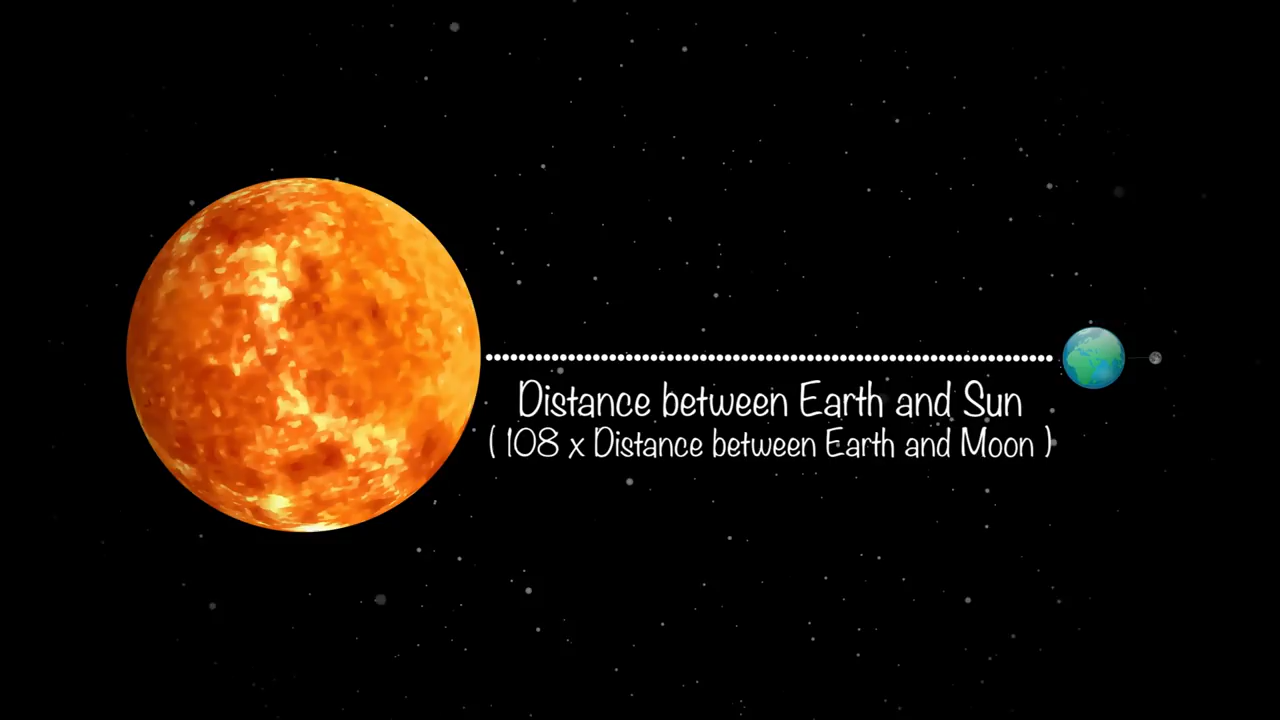 Distance between Earth and Sun
( 108 x Distance between Earth and Moon )